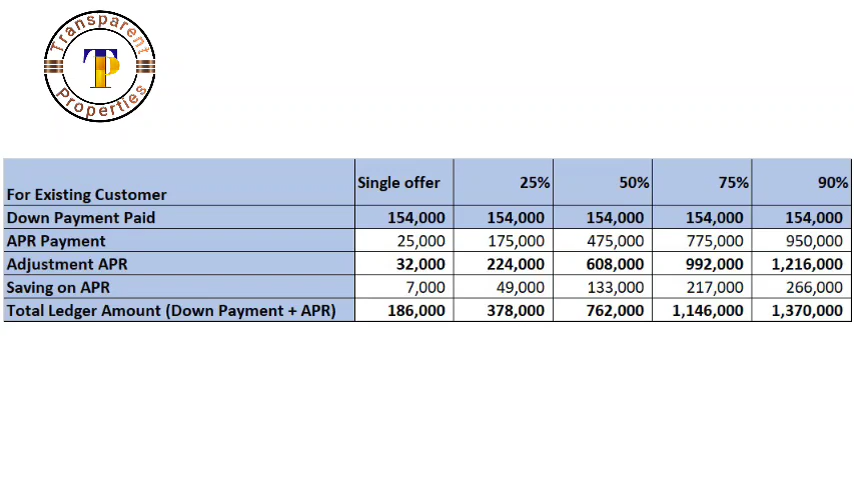 Transparent
TP
Properties
For Existing Customer Single offer 25% 50% 75% 90%
Down Payment Paid 154,000 154,000 154,000 154,000 154,000
APR Payment 25,000 175,000 475,000 775,000 950,000
Adjustment APR 32,000 224,000 608,000 992,000 1,216,000
Saving on APR 7,000 49,000 133,000 217,000 266,000
Total Ledger Amount (Down Payment + APR) 186,000 378,000 762,000 1,146,000 1,370,000